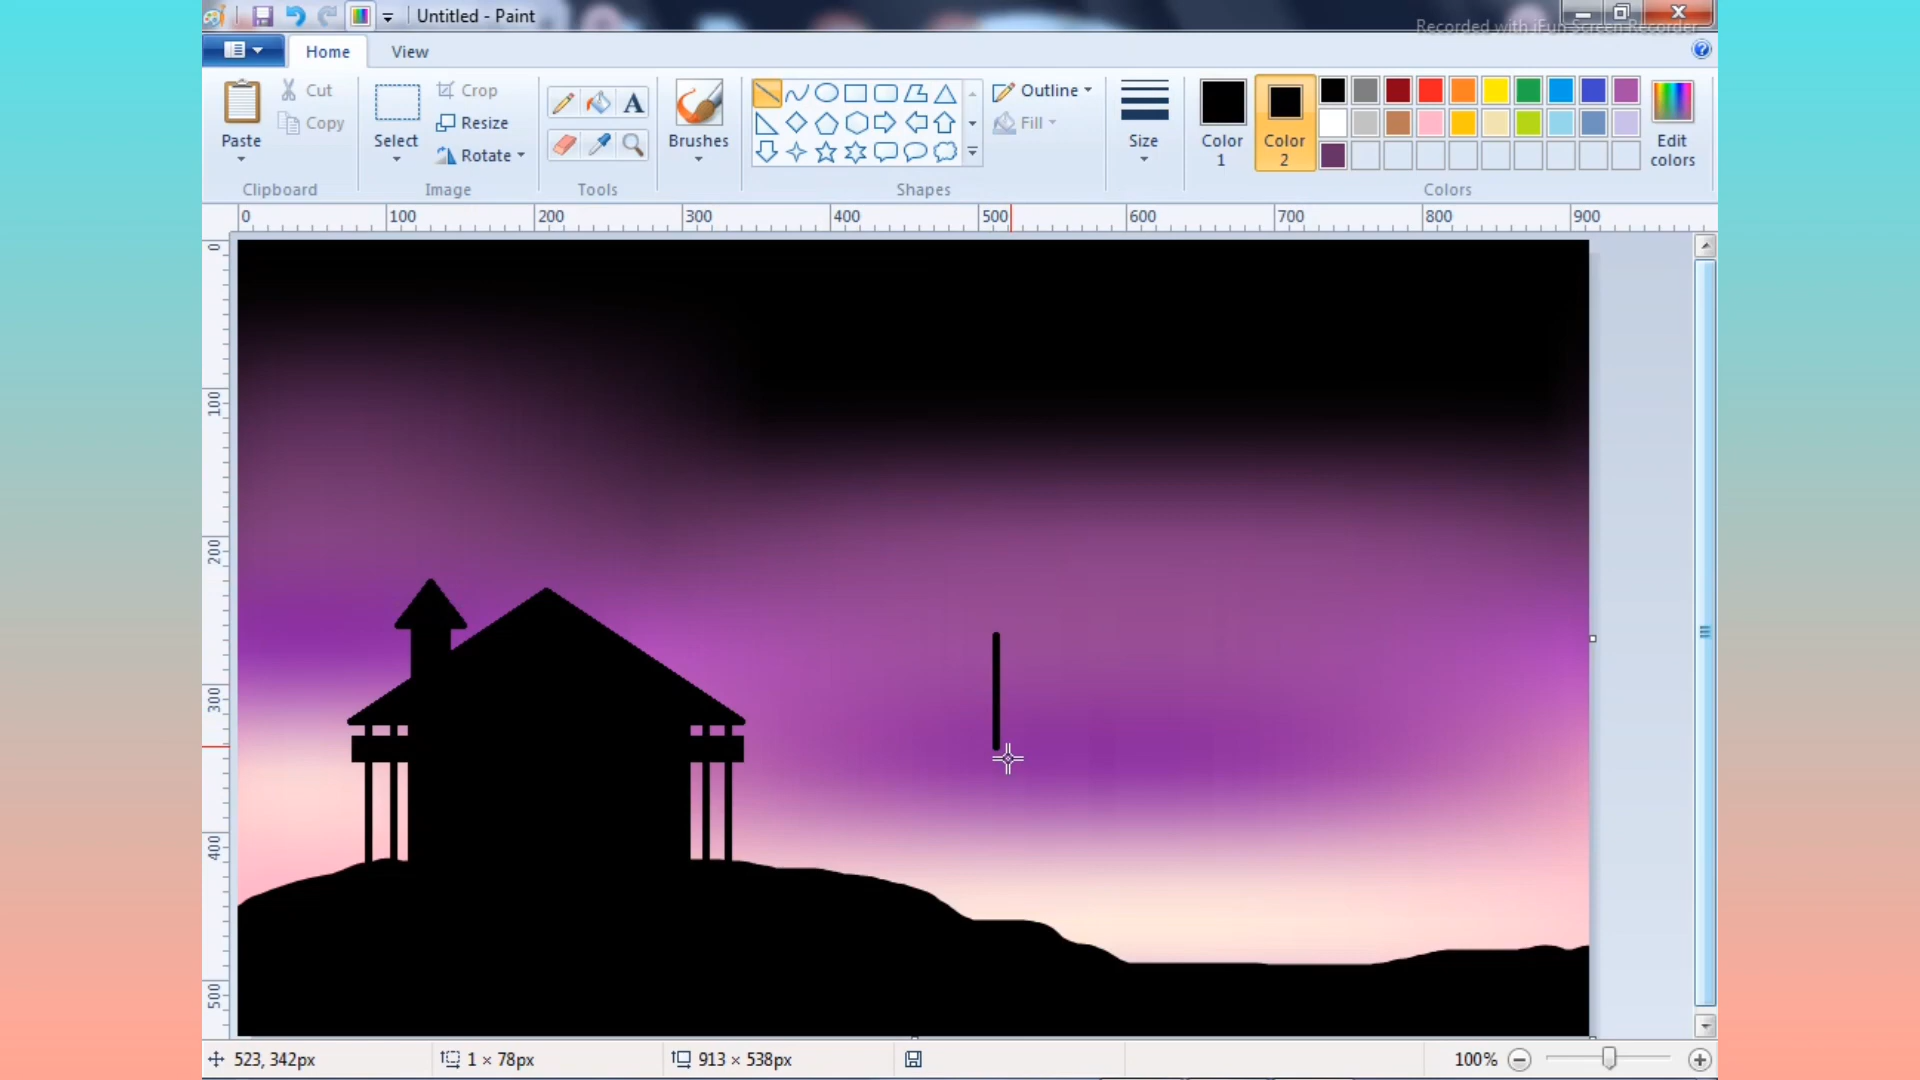 Untitled - Paint
Recorded with iFun Screen Recorder
Home View
Paste
Cut
Copy
Clipboard
Select
Crop
Resize
Rotate
Image
A
Tools
Brushes
Shapes
Outline
Fill
Size
Color 1
Color 2
Edit colors
Colors
0 100 200 300 400 500 600 700 800 900
0
100
200
300
400
500
523, 342px 1 × 78px 913 × 538px 100%